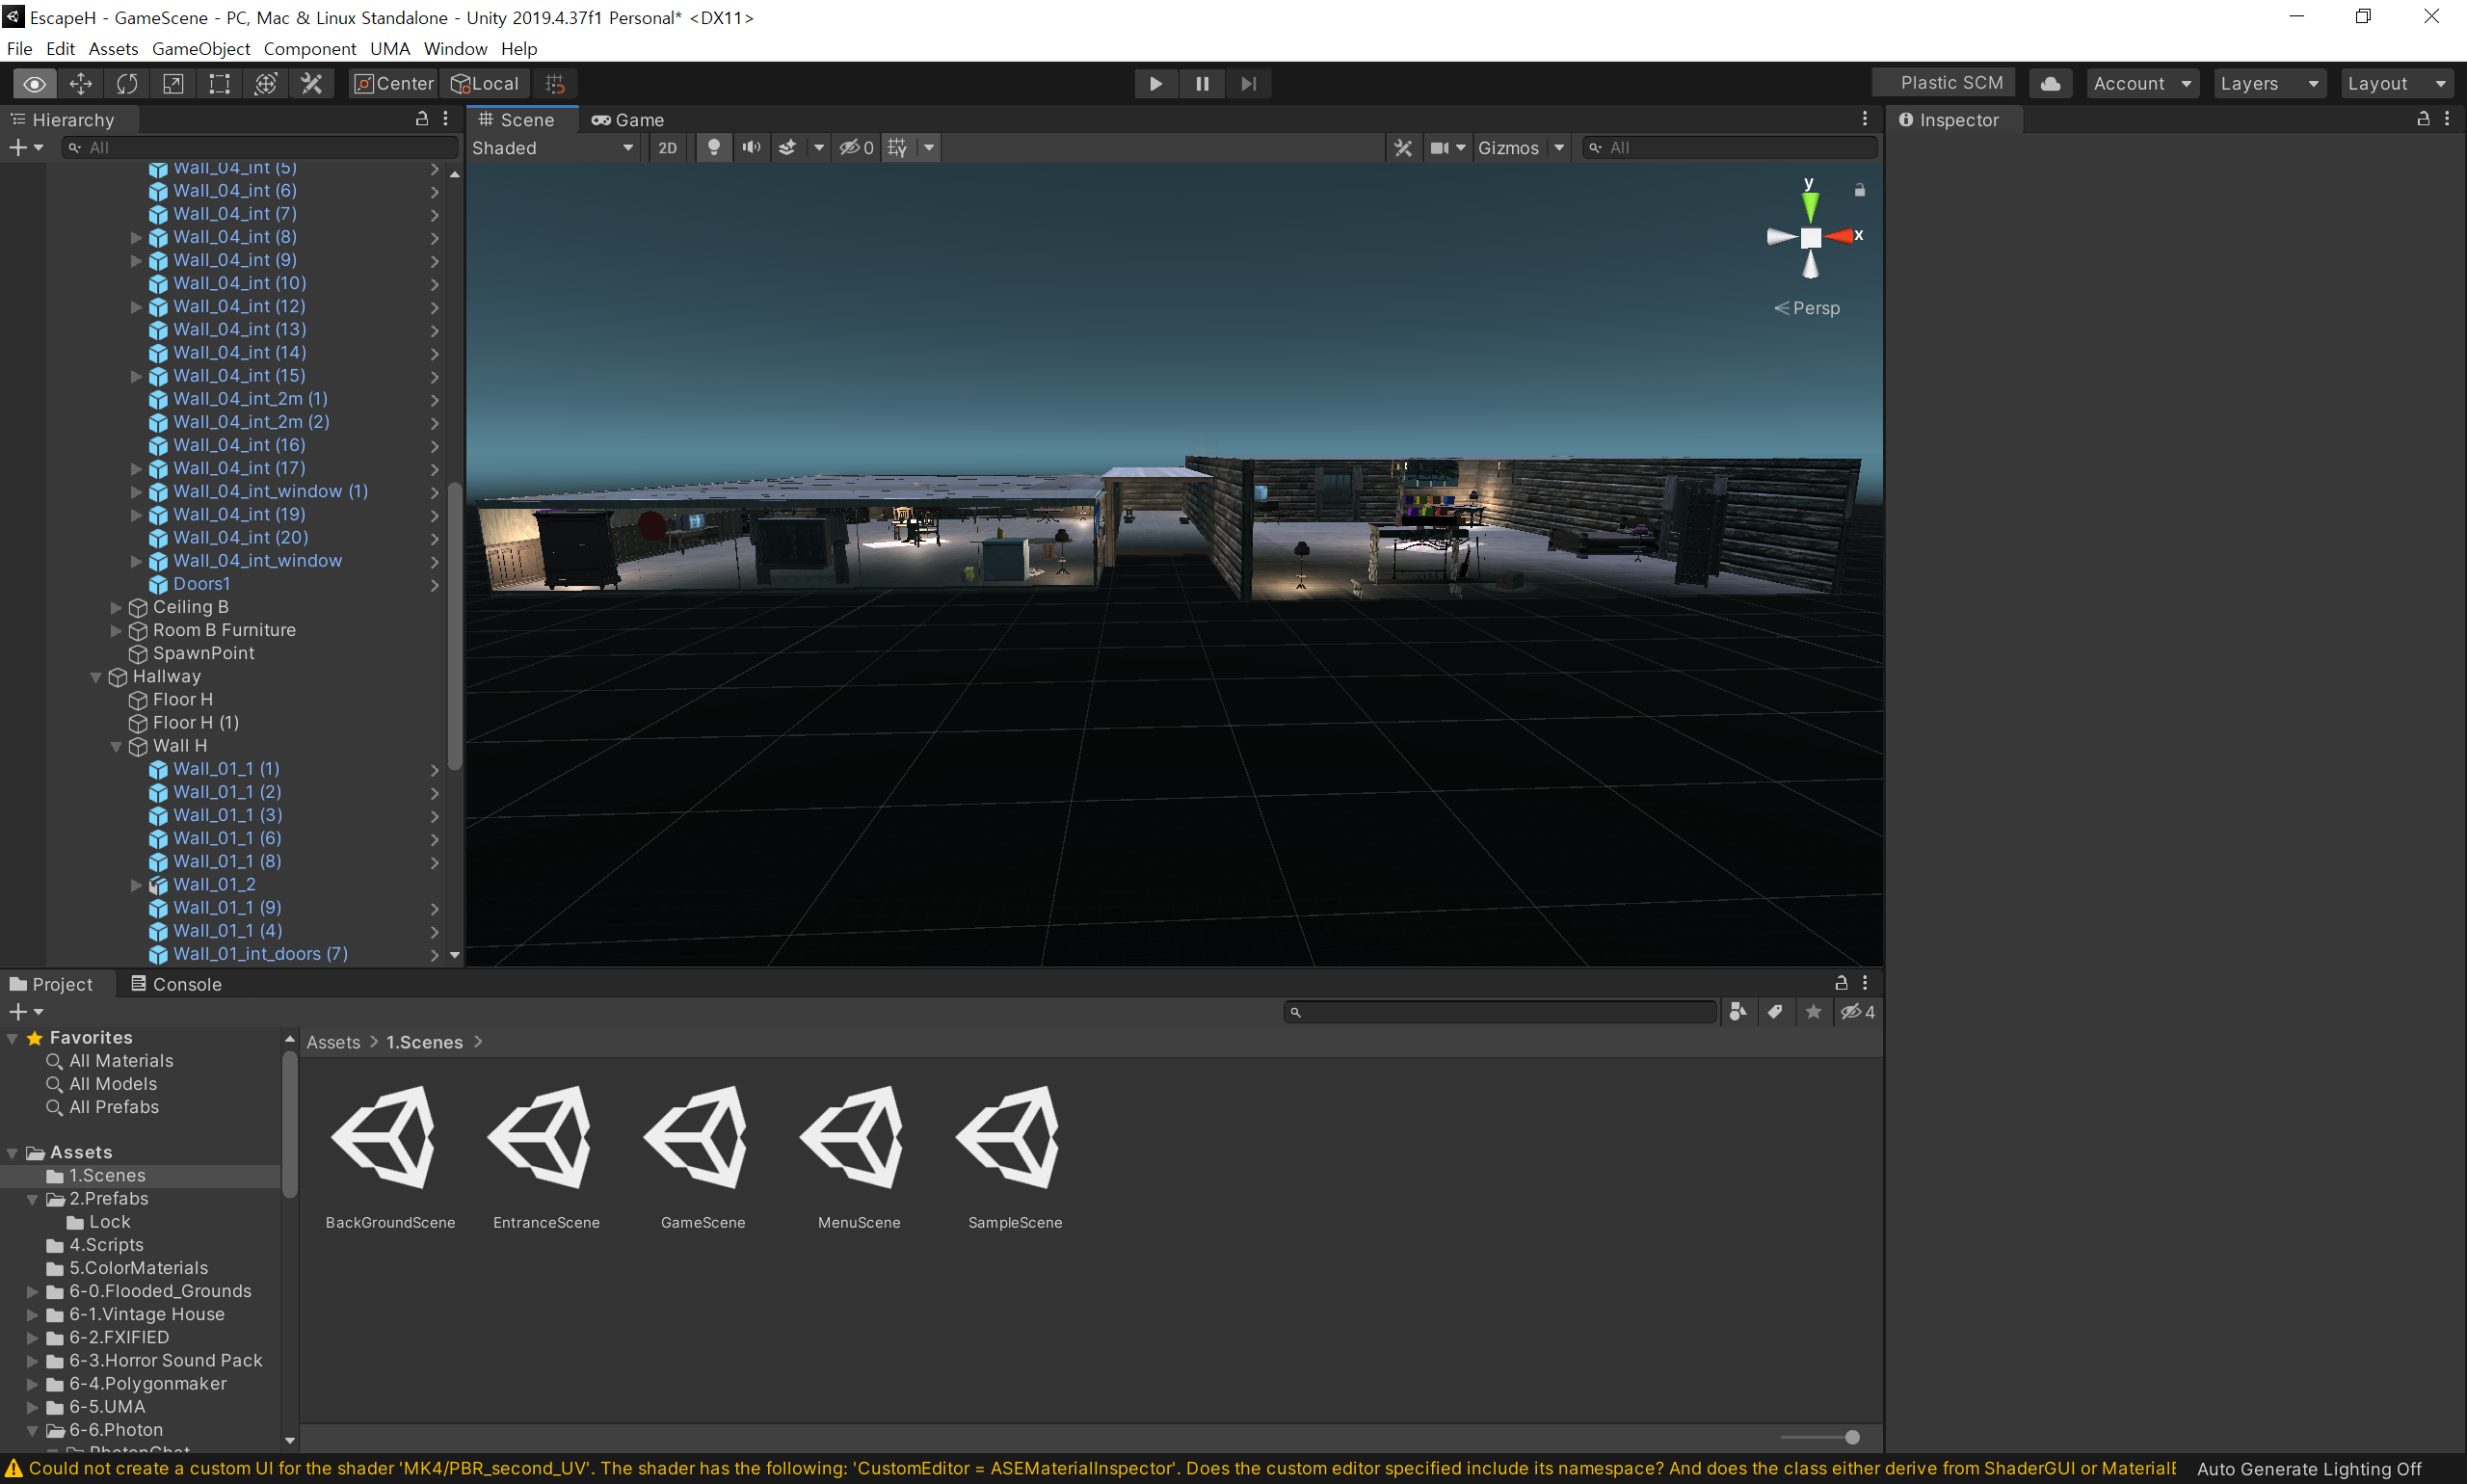 EscapeH - GameScene - PC, Mac & Linux Standalone - Unity 2019.4.37f1 Personal* <DX11>
File Edit Assets GameObject Component UMA Window Help
Center Local Plastic SCM Account Layers Layout
Hierarchy
All
Wall_04_int (5)
Wall_04_int (6)
Wall_04_int (7)
Wall_04_int (8)
Wall_04_int (9)
Wall_04_int (10)
Wall_04_int (12)
Wall_04_int (13)
Wall_04_int (14)
Wall_04_int (15)
Wall_04_int_2m (1)
Wall_04_int_2m (2)
Wall_04_int (16)
Wall_04_int (17)
Wall_04_int_window (1)
Wall_04_int (19)
Wall_04_int (20)
Wall_04_int_window
Doors1
Ceiling B
Room B Furniture
SpawnPoint
Hallway
Floor H
Floor H (1)
Wall H
Wall_01_1 (1)
Wall_01_1 (2)
Wall_01_1 (3)
Wall_01_1 (6)
Wall_01_1 (8)
Wall_01_2
Wall_01_1 (9)
Wall_01_1 (4)
Wall_01_int_doors (7)
Scene Game
Shaded 2D 0 Gizmos All
y
x
Persp
Inspector
Project Console
4
Favorites
All Materials
All Models
All Prefabs
Assets
1.Scenes
2.Prefabs
Lock
4.Scripts
5.ColorMaterials
6-0.Flooded_Grounds
6-1.Vintage House
6-2.FXIFIED
6-3.Horror Sound Pack
6-4.Polygonmaker
6-5.UMA
6-6.Photon
PhotonChat
Assets > 1.Scenes >
BackGroundScene EntranceScene GameScene MenuScene SampleScene
Could not create a custom UI for the shader 'MK4/PBR_second_UV'. The shader has the following: 'CustomEditor = ASEMaterialInspector'. Does the custom editor specified include its namespace? And does the class either derive from ShaderGUI or MaterialE
Auto Generate Lighting Off